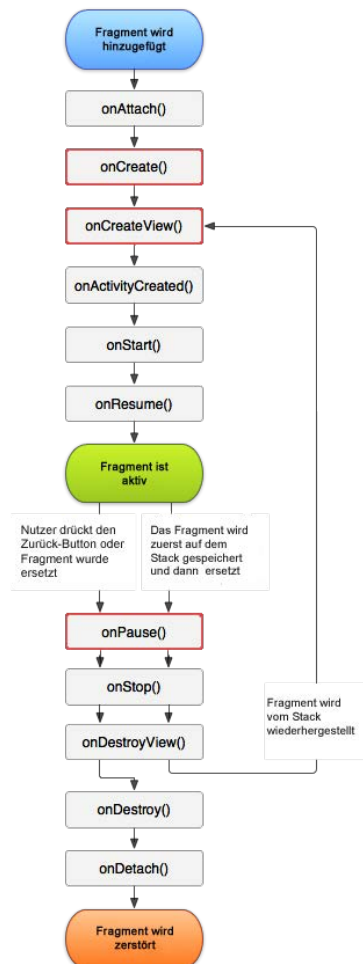 Fragment wird
hinzugefügt
onAttach()
onCreate()
onCreateView()
onActivityCreated()
onStart()
onResume()
Fragment ist
aktiv
Nutzer drückt den
Zurück-Button oder
Fragment wurde
ersetzt
Das Fragment wird
zuerst auf dem
Stack gespeichert
und dann ersetzt
onPause()
onStop()
onDestroyView()
Fragment wird
vom Stack
wiederhergestellt
onDestroy()
onDetach()
Fragment wird
zerstört